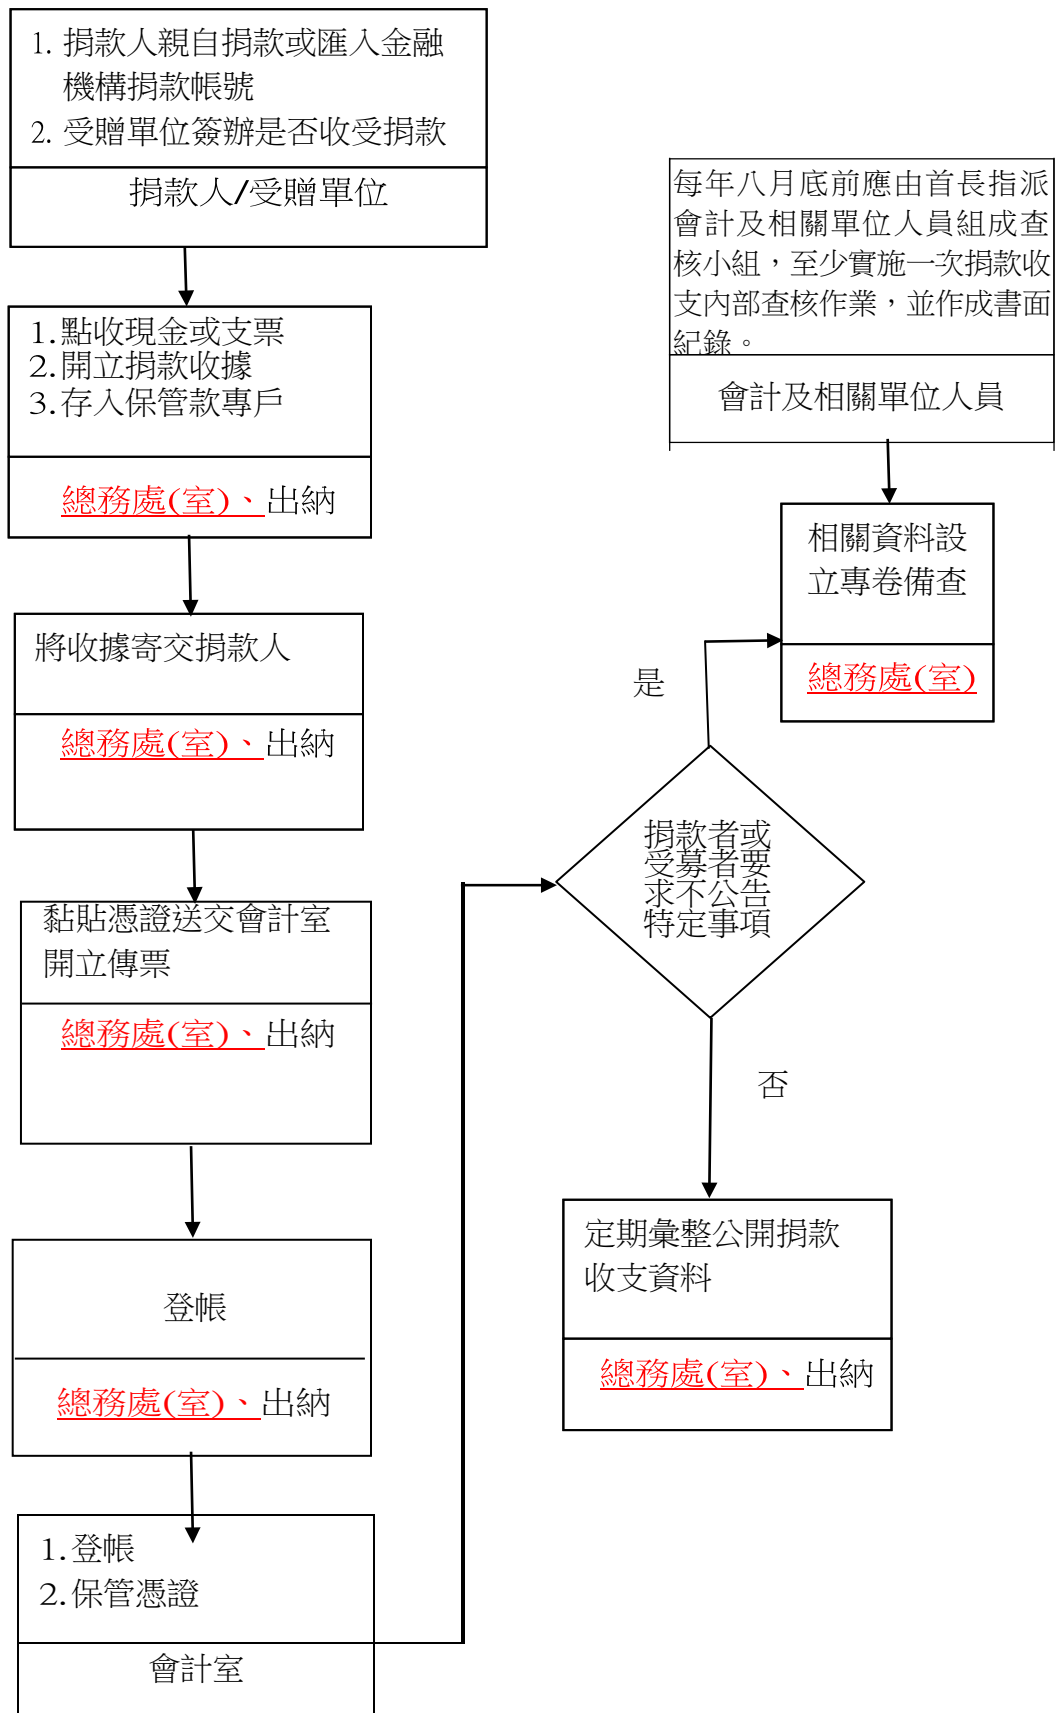 1. 捐款人親自捐款或匯入金融
機構捐款帳號
2. 受贈單位簽辦是否收受捐款
捐款人/受贈單位
1.點收現金或支票
2.開立捐款收據
3.存入保管款專戶
總務處(室)、出納
將收據寄交捐款人
總務處(室)、出納
黏貼憑證送交會計室
開立傳票
總務處(室)、出納
登帳
總務處(室)、出納
1.登帳
2.保管憑證
會計室
每年八月底前應由首長指派
會計及相關單位人員組成查
核小組，至少實施一次捐款收
支內部查核作業，並作成書面
紀錄。
會計及相關單位人員
相關資料設
立專卷備查
總務處(室)
是
捐款者或
受募者要
求不公告
特定事項
否
定期彙整公開捐款
收支資料
總務處(室)、出納